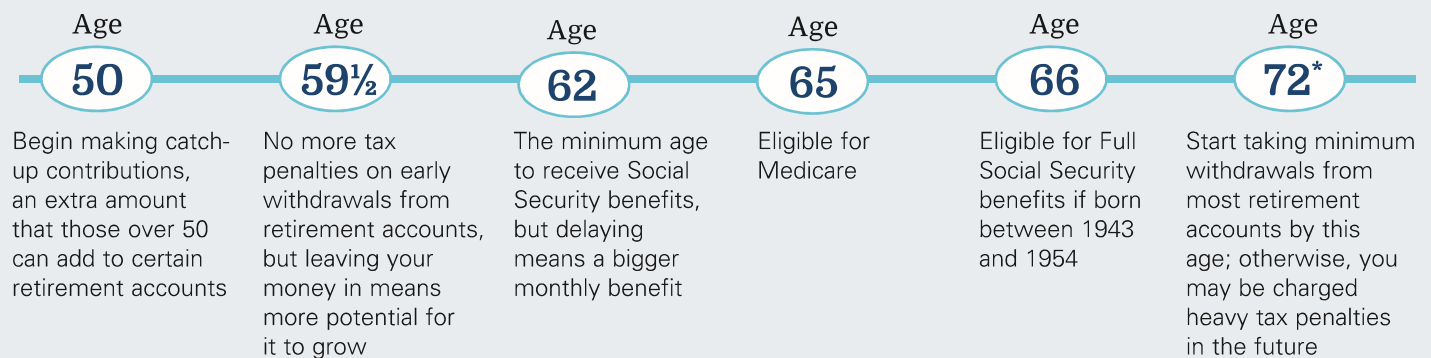 Age
50
Begin making catch-
up contributions,
an extra amount
that those over 50
can add to certain
retirement accounts
Age
59½
No more tax
penalties on early
withdrawals from
retirement accounts,
but leaving your
money in means
more potential for
it to grow
Age
62
The minimum age
to receive Social
Security benefits,
but delaying
means a bigger
monthly benefit
Age
65
Eligible for
Medicare
Age
66
Eligible for Full
Social Security
benefits if born
between 1943
and 1954
Age
72*
Start taking minimum
withdrawals from
most retirement
accounts by this
age; otherwise, you
may be charged
heavy tax penalties
in the future